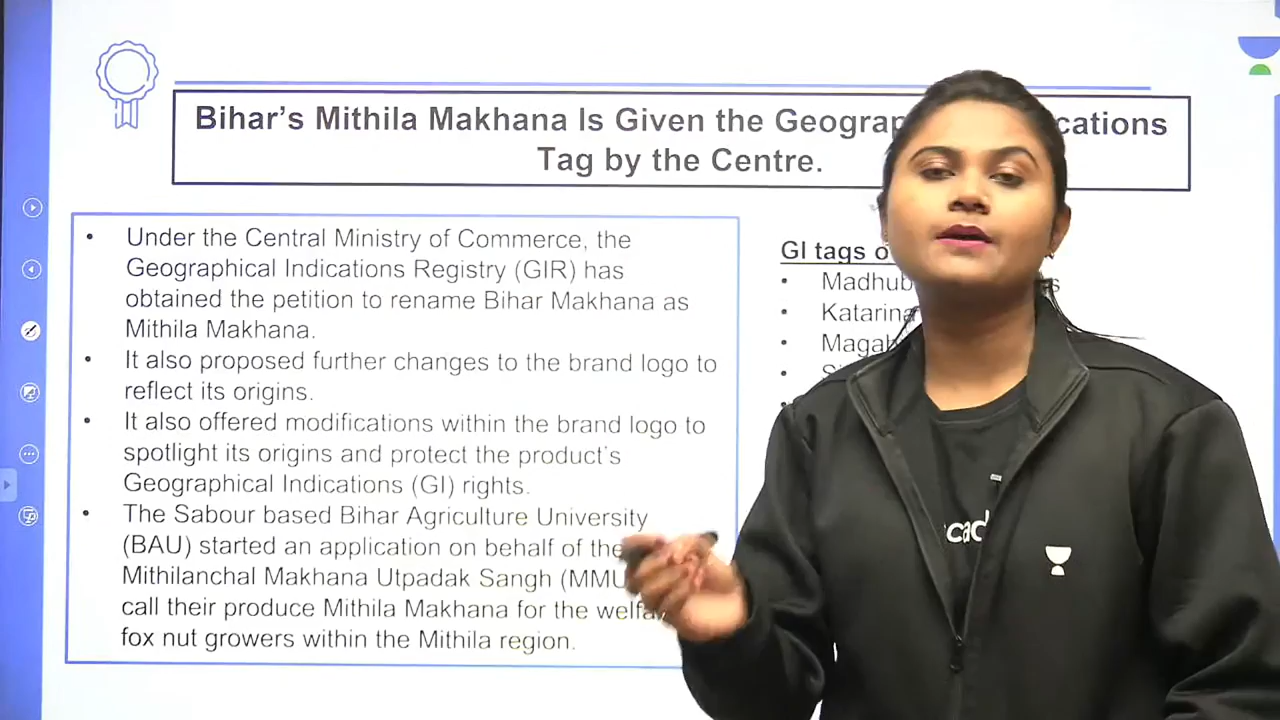 Bihar's Mithila Makhana Is Given the Geograp cations
Tag by the Centre.
• Under the Central Ministry of Commerce, the
Geographical Indications Registry (GIR) has
obtained the petition to rename Bihar Makhana as
Mithila Makhana.
• It also proposed further changes to the brand logo to
reflect its origins.
• It also offered modifications within the brand logo to
spotlight its origins and protect the product's
Geographical Indications (GI) rights.
• The Sabour based Bihar Agriculture University
(BAU) started an application on behalf of the
Mithilanchal Makhana Utpadak Sangh (MMU
call their produce Mithila Makhana for the welfa
fox nut growers within the Mithila region.
GI tags o
• Madhub s
• Katarina
• Magah
cad